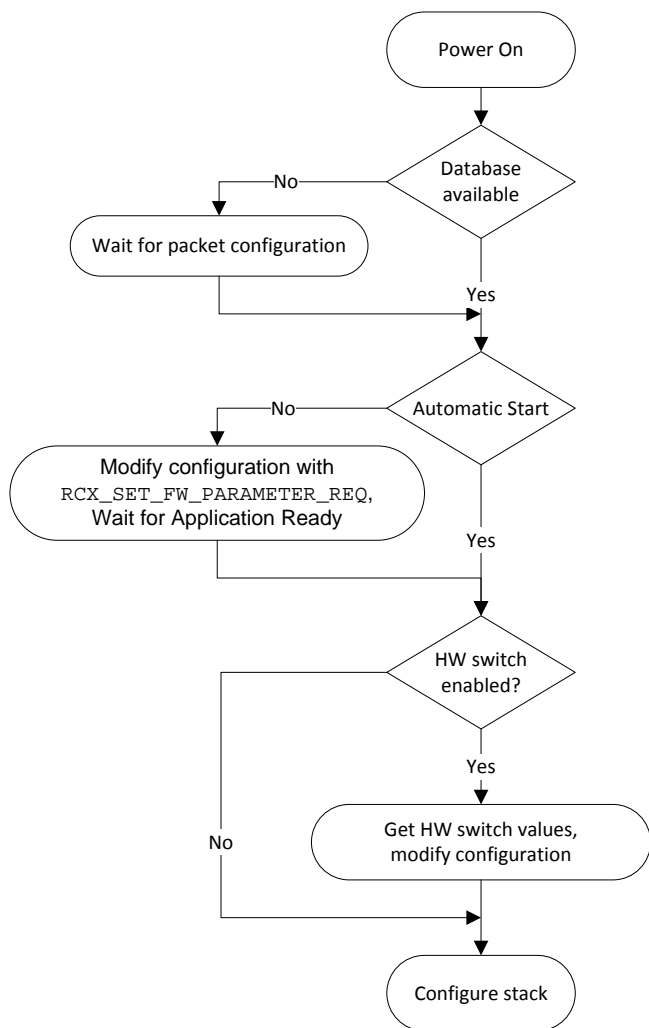 Power On
Database
available
No
Wait for packet configuration
Yes
Automatic Start
No
Modify configuration with
RCX_SET_FW_PARAMETER_REQ,
Wait for Application Ready
Yes
HW switch
enabled?
Yes
Get HW switch values,
modify configuration
No
Configure stack